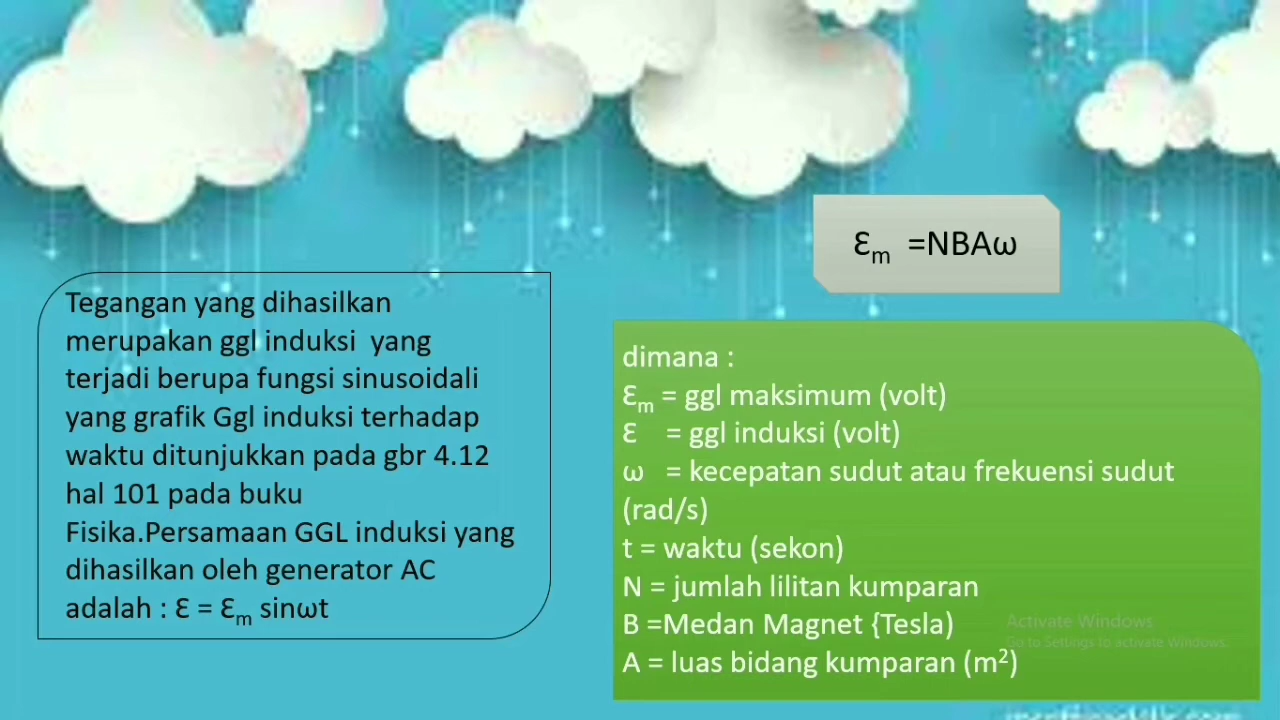 Ɛm =NBAω
Tegangan yang dihasilkan
merupakan ggl induksi yang
terjadi berupa fungsi sinusoidali
yang grafik Ggl induksi terhadap
waktu ditunjukkan pada gbr 4.12
hal 101 pada buku
Fisika.Persamaan GGL induksi yang
dihasilkan oleh generator AC
adalah : Ɛ = Ɛm sinωt
dimana :
Ɛm = ggl maksimum (volt)
Ɛ = ggl induksi (volt)
ω = kecepatan sudut atau frekuensi sudut
(rad/s)
t = waktu (sekon)
N = jumlah lilitan kumparan
B =Medan Magnet {Tesla)
A = luas bidang kumparan (m²)
Activate Windows
Go to Settings to activate Windows.